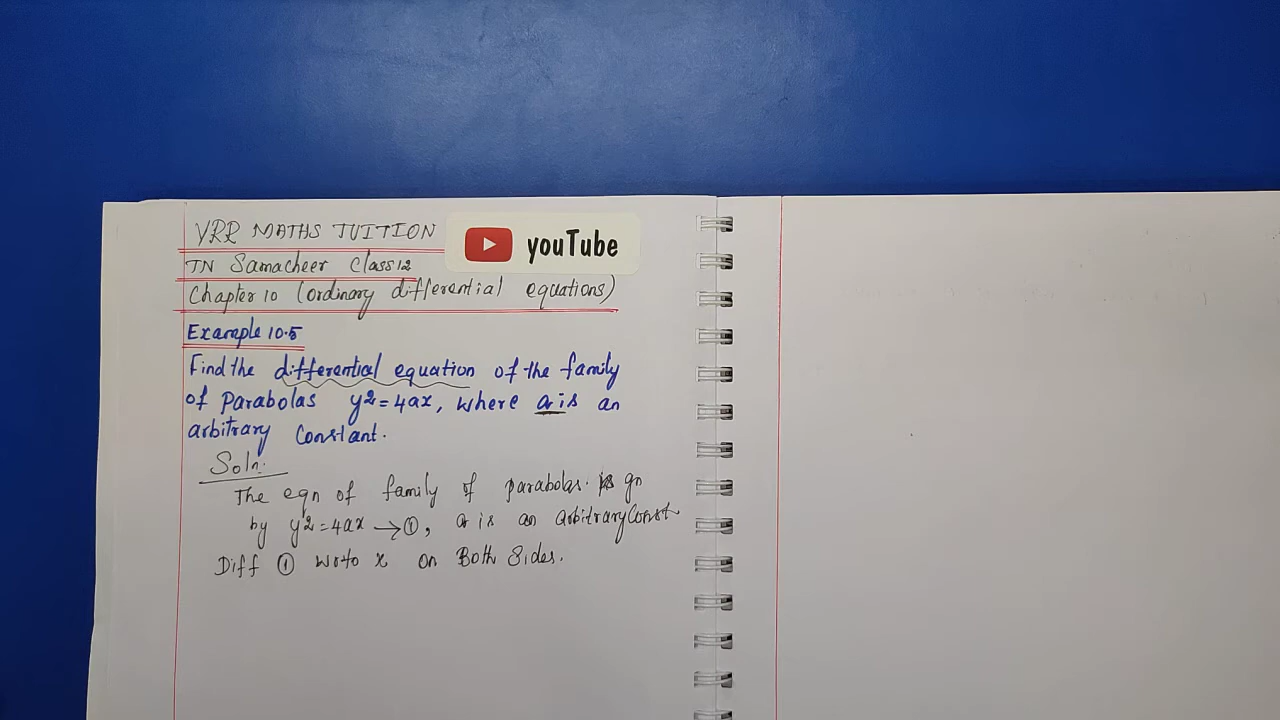 VRR MATHS TUITION
youTube
TN Samacheer Class12
Chapter 10 (ordinary differential equations)
Example 10.5
Find the differential equation of the family
of parabolas y²=4ax, where a is an
arbitrary Constant.
Soln:
The eqn of family of parabolas. is gn
by y²=4ax →①, a is an arbitrary Const.
Diff ① w.r.to x on Both Sides.